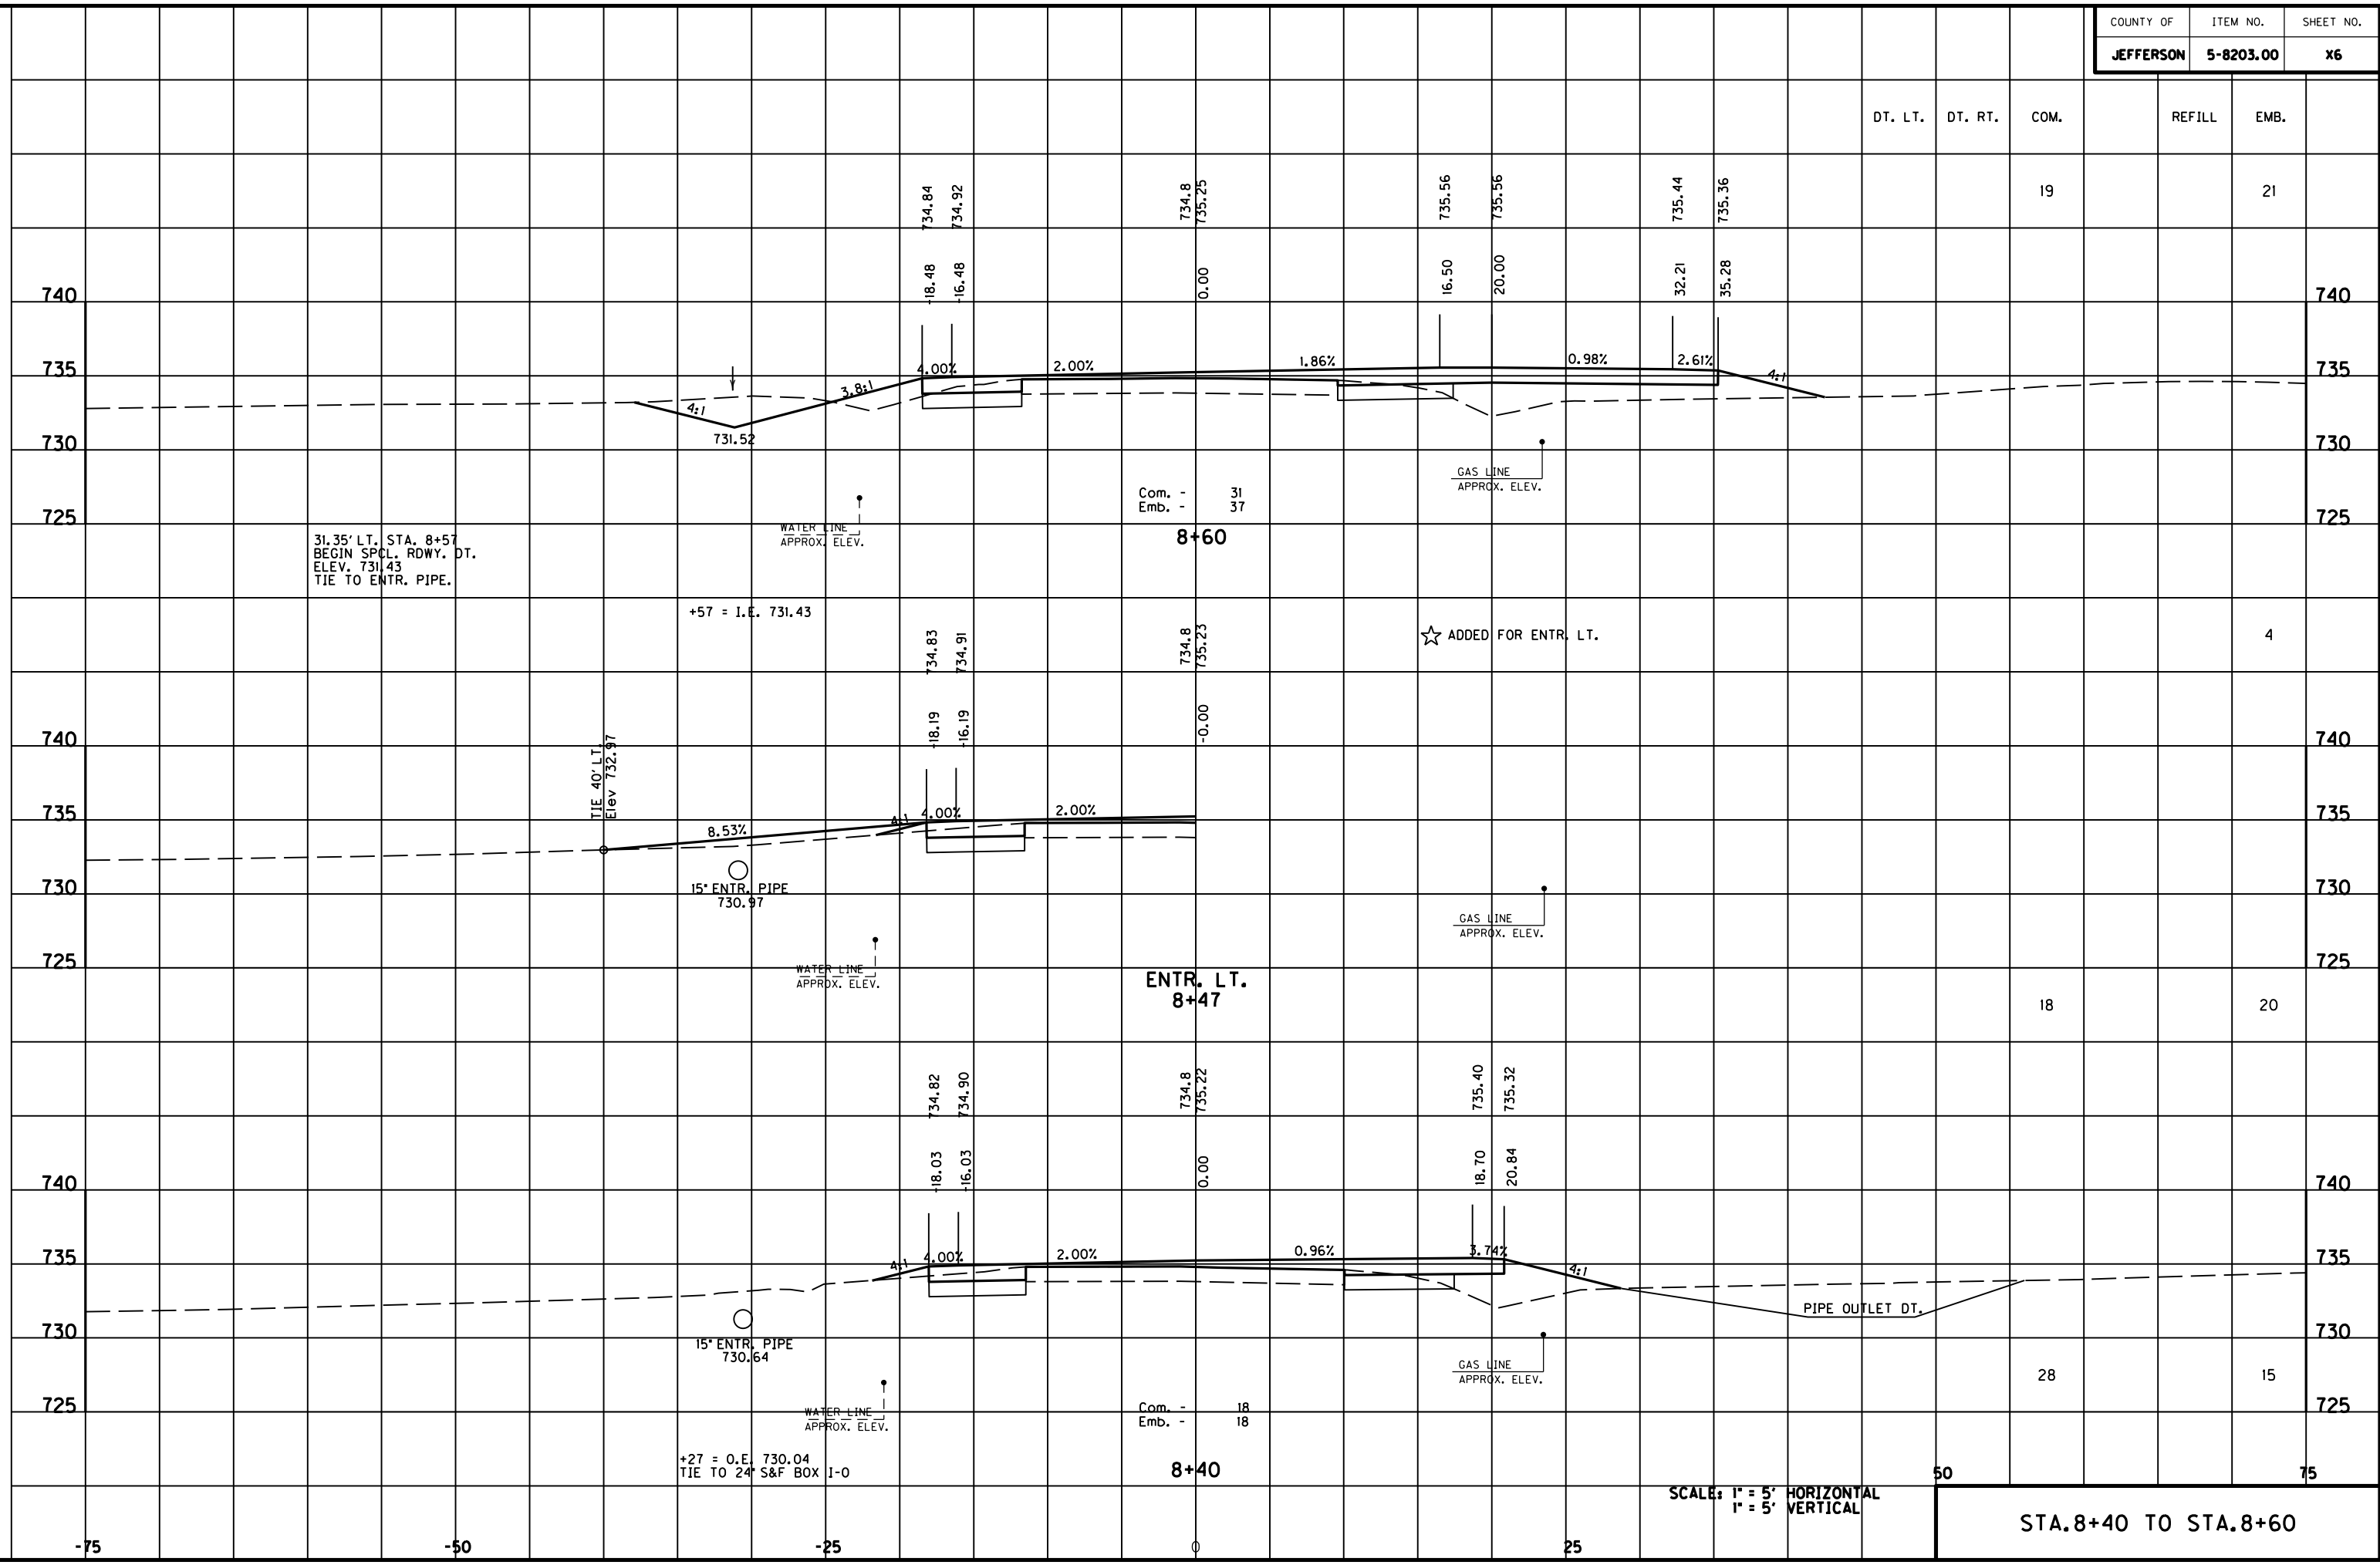 COUNTY OF ITEM NO. SHEET NO.
JEFFERSON 5-8203.00 X6
DT. LT. DT. RT. COM. REFILL EMB.
19 21
734.84 734.92 734.8 735.25 735.56 735.56 735.44 735.36
-18.48 -16.48 0.00 16.50 20.00 32.21 35.28
740 740
735 4:1 3.8:1 4.00% 2.00% 1.86% 0.98% 2.61% 4:1 735
731.52
730 730
GAS LINE
APPROX. ELEV.
Com. - 31
Emb. - 37
725 725
WATER LINE
APPROX. ELEV.
8+60
31.35' LT. STA. 8+57
BEGIN SPCL. RDWY. DT.
ELEV. 731.43
TIE TO ENTR. PIPE.
+57 = I.E. 731.43
☆ ADDED FOR ENTR. LT. 4
734.83 734.91 734.8 735.23
-18.19 -16.19 -0.00
740 740
TIE 40' LT.
Elev 732.97
735 8.53% 4:1 4.00% 2.00% 735
15" ENTR. PIPE
730.97
730 730
GAS LINE
APPROX. ELEV.
725 725
WATER LINE
APPROX. ELEV.
ENTR. LT.
8+47
18 20
734.82 734.90 734.8 735.22 735.40 735.32
-18.03 -16.03 0.00 18.70 20.84
740 740
735 4:1 4.00% 2.00% 0.96% 3.74% 4:1 735
PIPE OUTLET DT.
730 730
15" ENTR. PIPE
730.64
GAS LINE
APPROX. ELEV.
28 15
725 725
Com. - 18
Emb. - 18
WATER LINE
APPROX. ELEV.
+27 = O.E. 730.04
TIE TO 24" S&F BOX I-O
8+40
50 75
SCALE: 1" = 5' HORIZONTAL
1" = 5' VERTICAL
STA.8+40 TO STA.8+60
-75 -50 -25 0 25